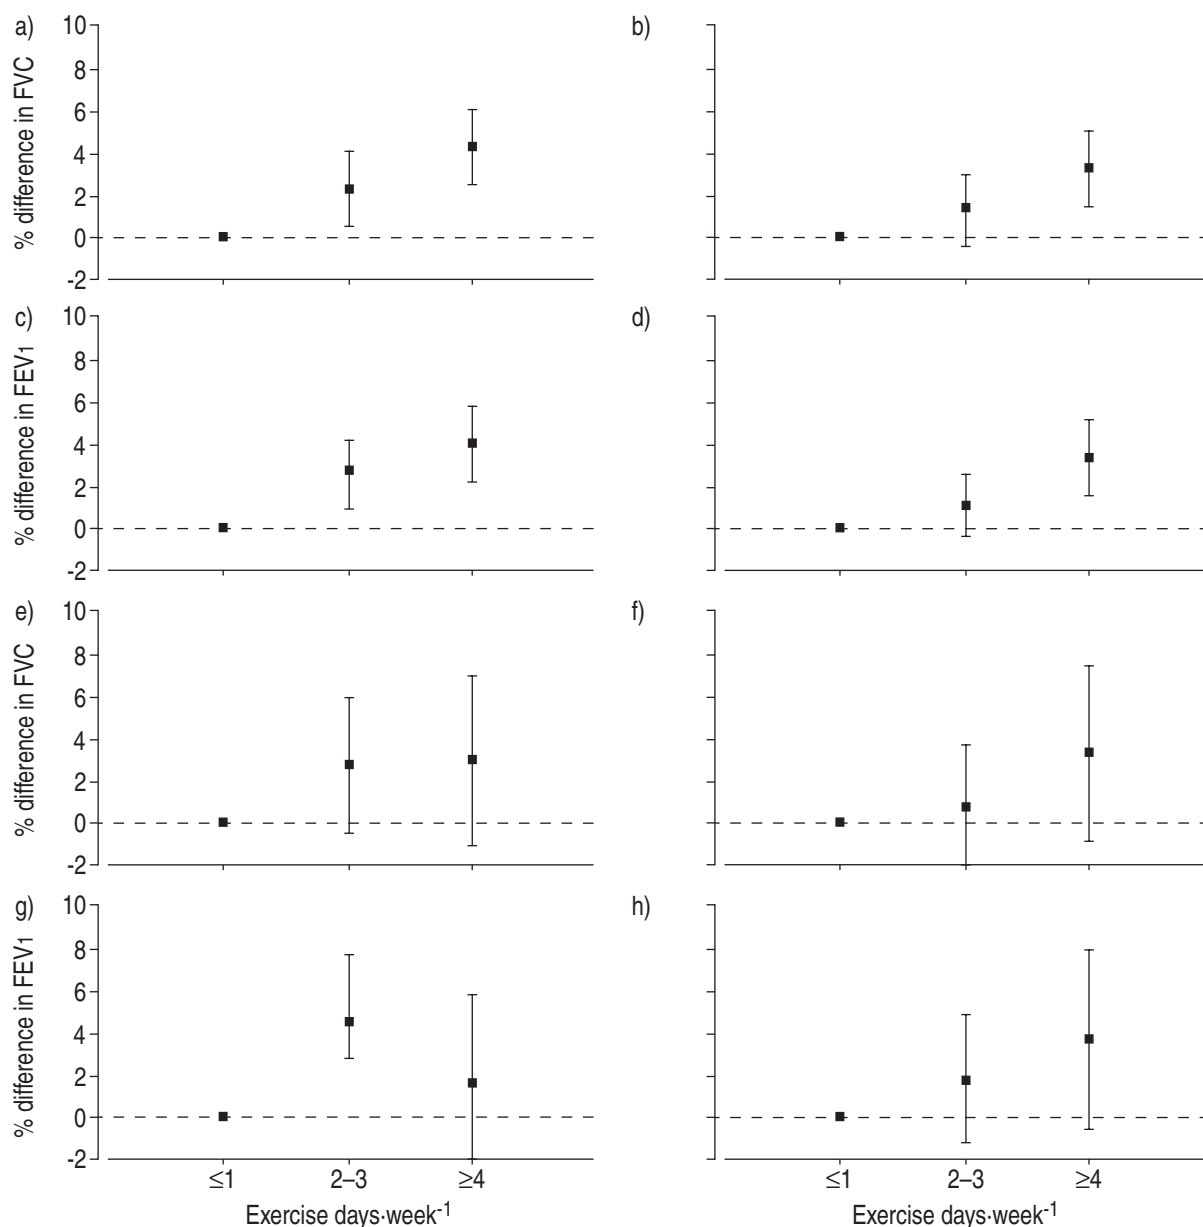 a)
b)
10
8
6
4
2
0
-2
% difference in FVC
c)
d)
10
8
6
4
2
0
-2
% difference in FEV1
e)
f)
10
8
6
4
2
0
-2
% difference in FVC
g)
h)
10
8
6
4
2
0
-2
% difference in FEV1
≤1 2–3 ≥4
≤1 2–3 ≥4
Exercise days·week-1
Exercise days·week-1